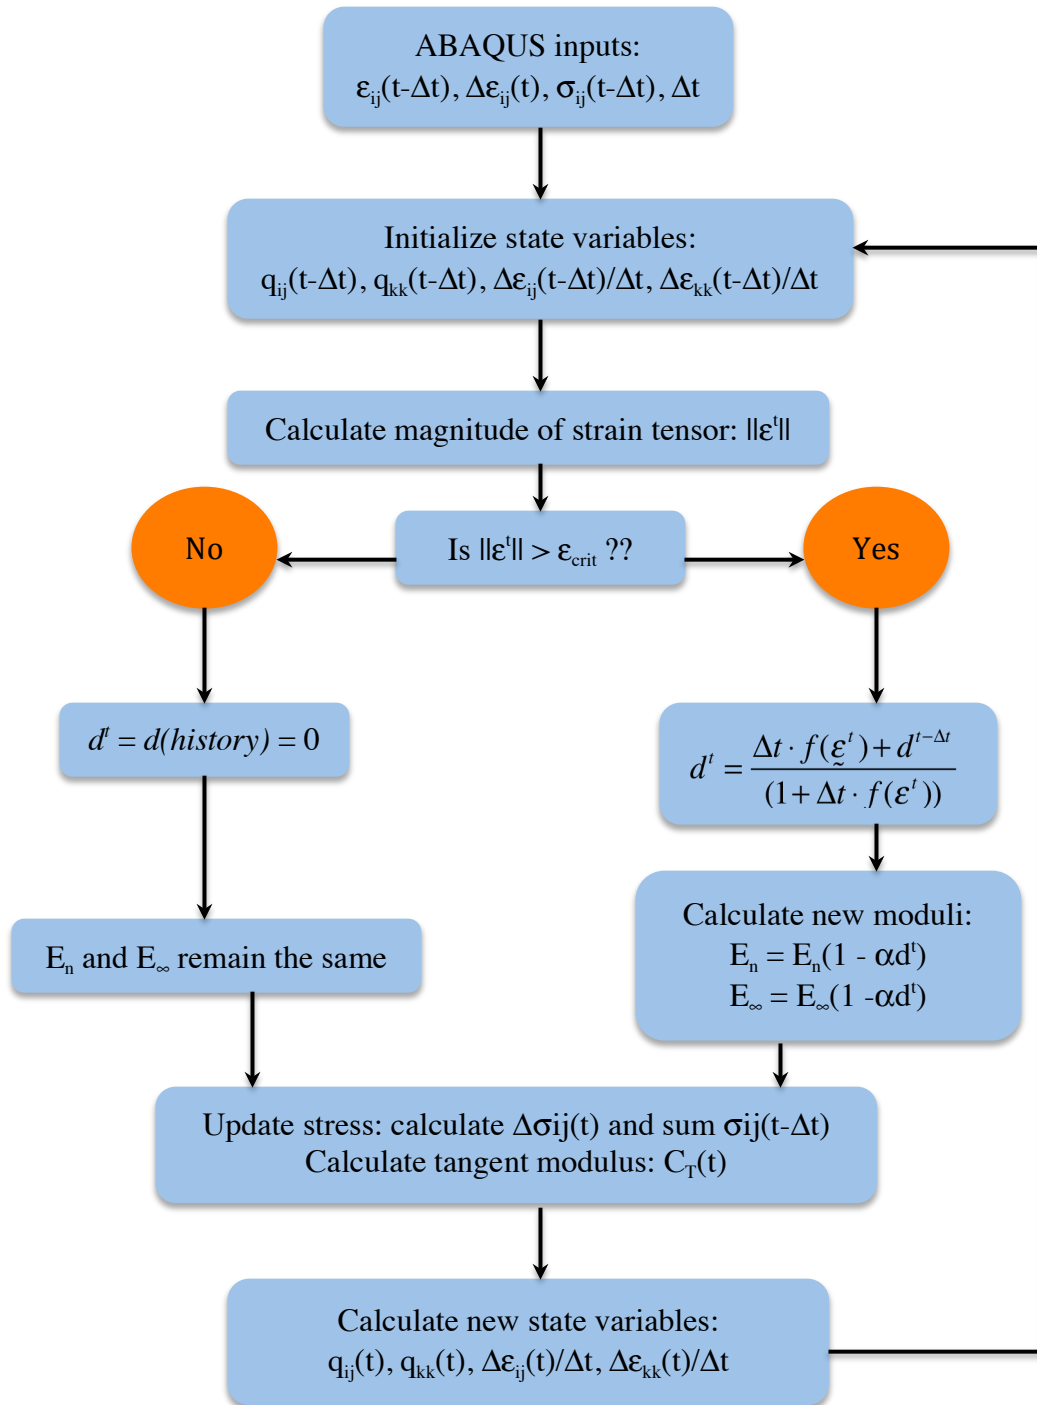 ABAQUS inputs:
εij(t-Δt), Δεij(t), σij(t-Δt), Δt
Initialize state variables:
qij(t-Δt), qkk(t-Δt), Δεij(t-Δt)/Δt, Δεkk(t-Δt)/Δt
Calculate magnitude of strain tensor: ||εᵗ||
No
Is ||εᵗ|| > εcrit ??
Yes
dᵗ = d(history) = 0
dᵗ = (Δt · f(ε̰ᵗ) + dᵗ⁻ᐃᵗ) / (1 + Δt · f(εᵗ))
En and E∞ remain the same
Calculate new moduli:
En = En(1 - αdᵗ)
E∞ = E∞(1 -αdᵗ)
Update stress: calculate Δσij(t) and sum σij(t-Δt)
Calculate tangent modulus: CT(t)
Calculate new state variables:
qij(t), qkk(t), Δεij(t)/Δt, Δεkk(t)/Δt